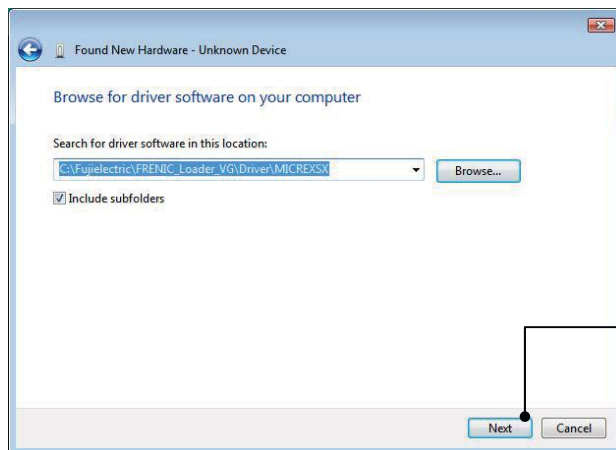 Found New Hardware - Unknown Device
Browse for driver software on your computer
Search for driver software in this location:
C:\Fujielectric\FRENIC_Loader_VG\Driver\MICREXSX
Browse...
Include subfolders
Next
Cancel